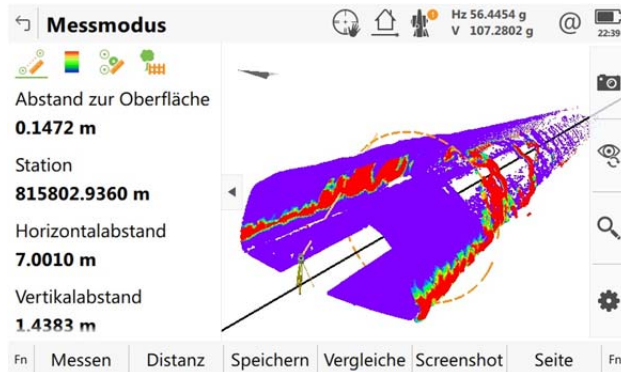 Messmodus
Hz 56.4454 g
V 107.2802 g
@
22:39
Abstand zur Oberfläche
0.1472 m
Station
815802.9360 m
Horizontalabstand
7.0010 m
Vertikalabstand
1.4383 m
Fn Messen Distanz Speichern Vergleiche Screenshot Seite Fn